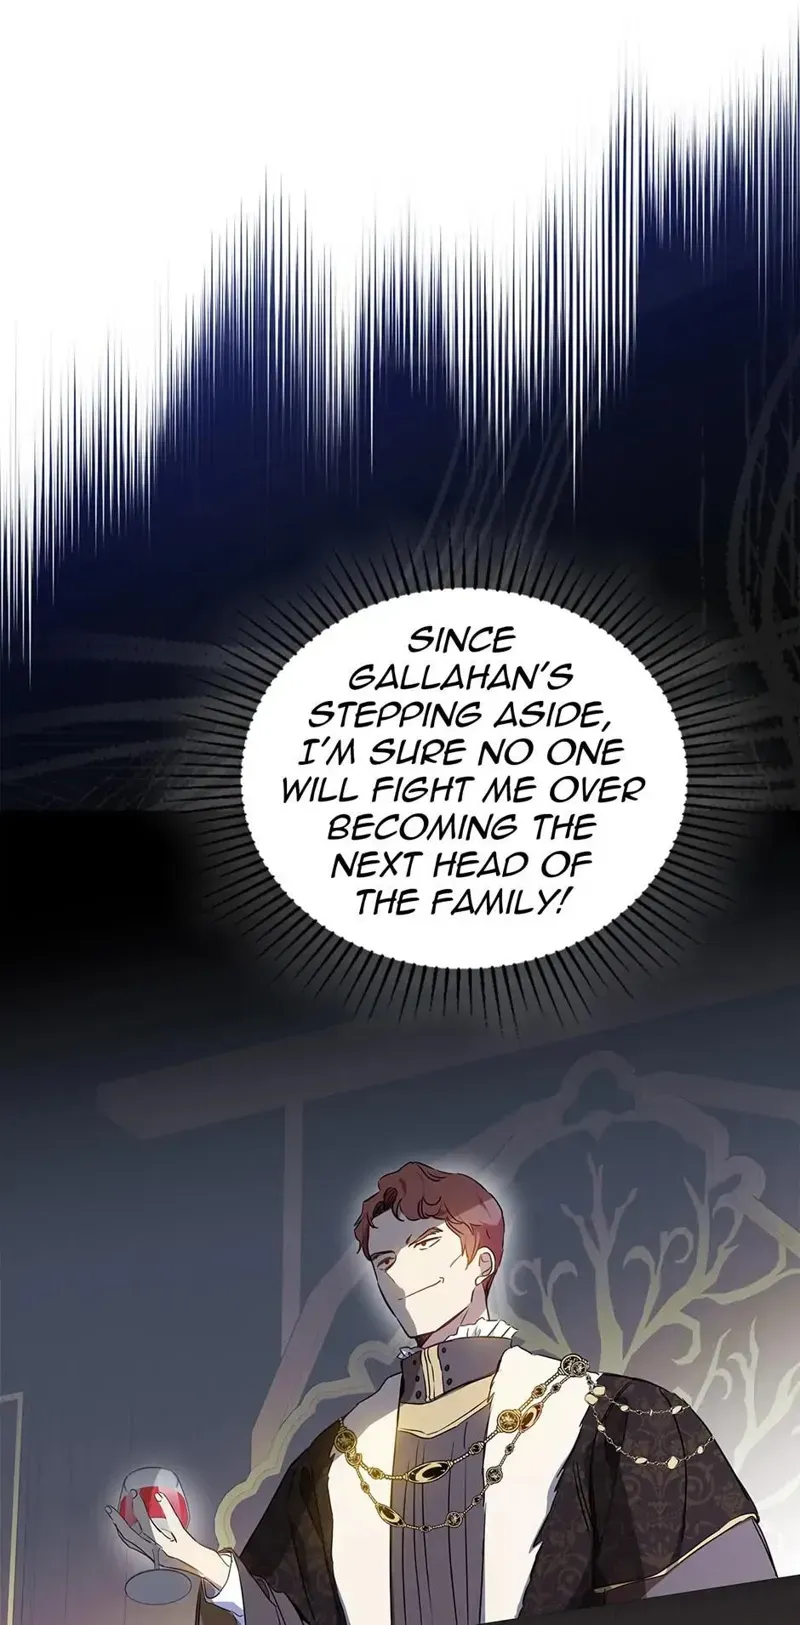 SINCE
GALLAHAN'S
STEPPING ASIDE,
I'M SURE NO ONE
WILL FIGHT ME OVER
BECOMING THE
NEXT HEAD OF
THE FAMILY!